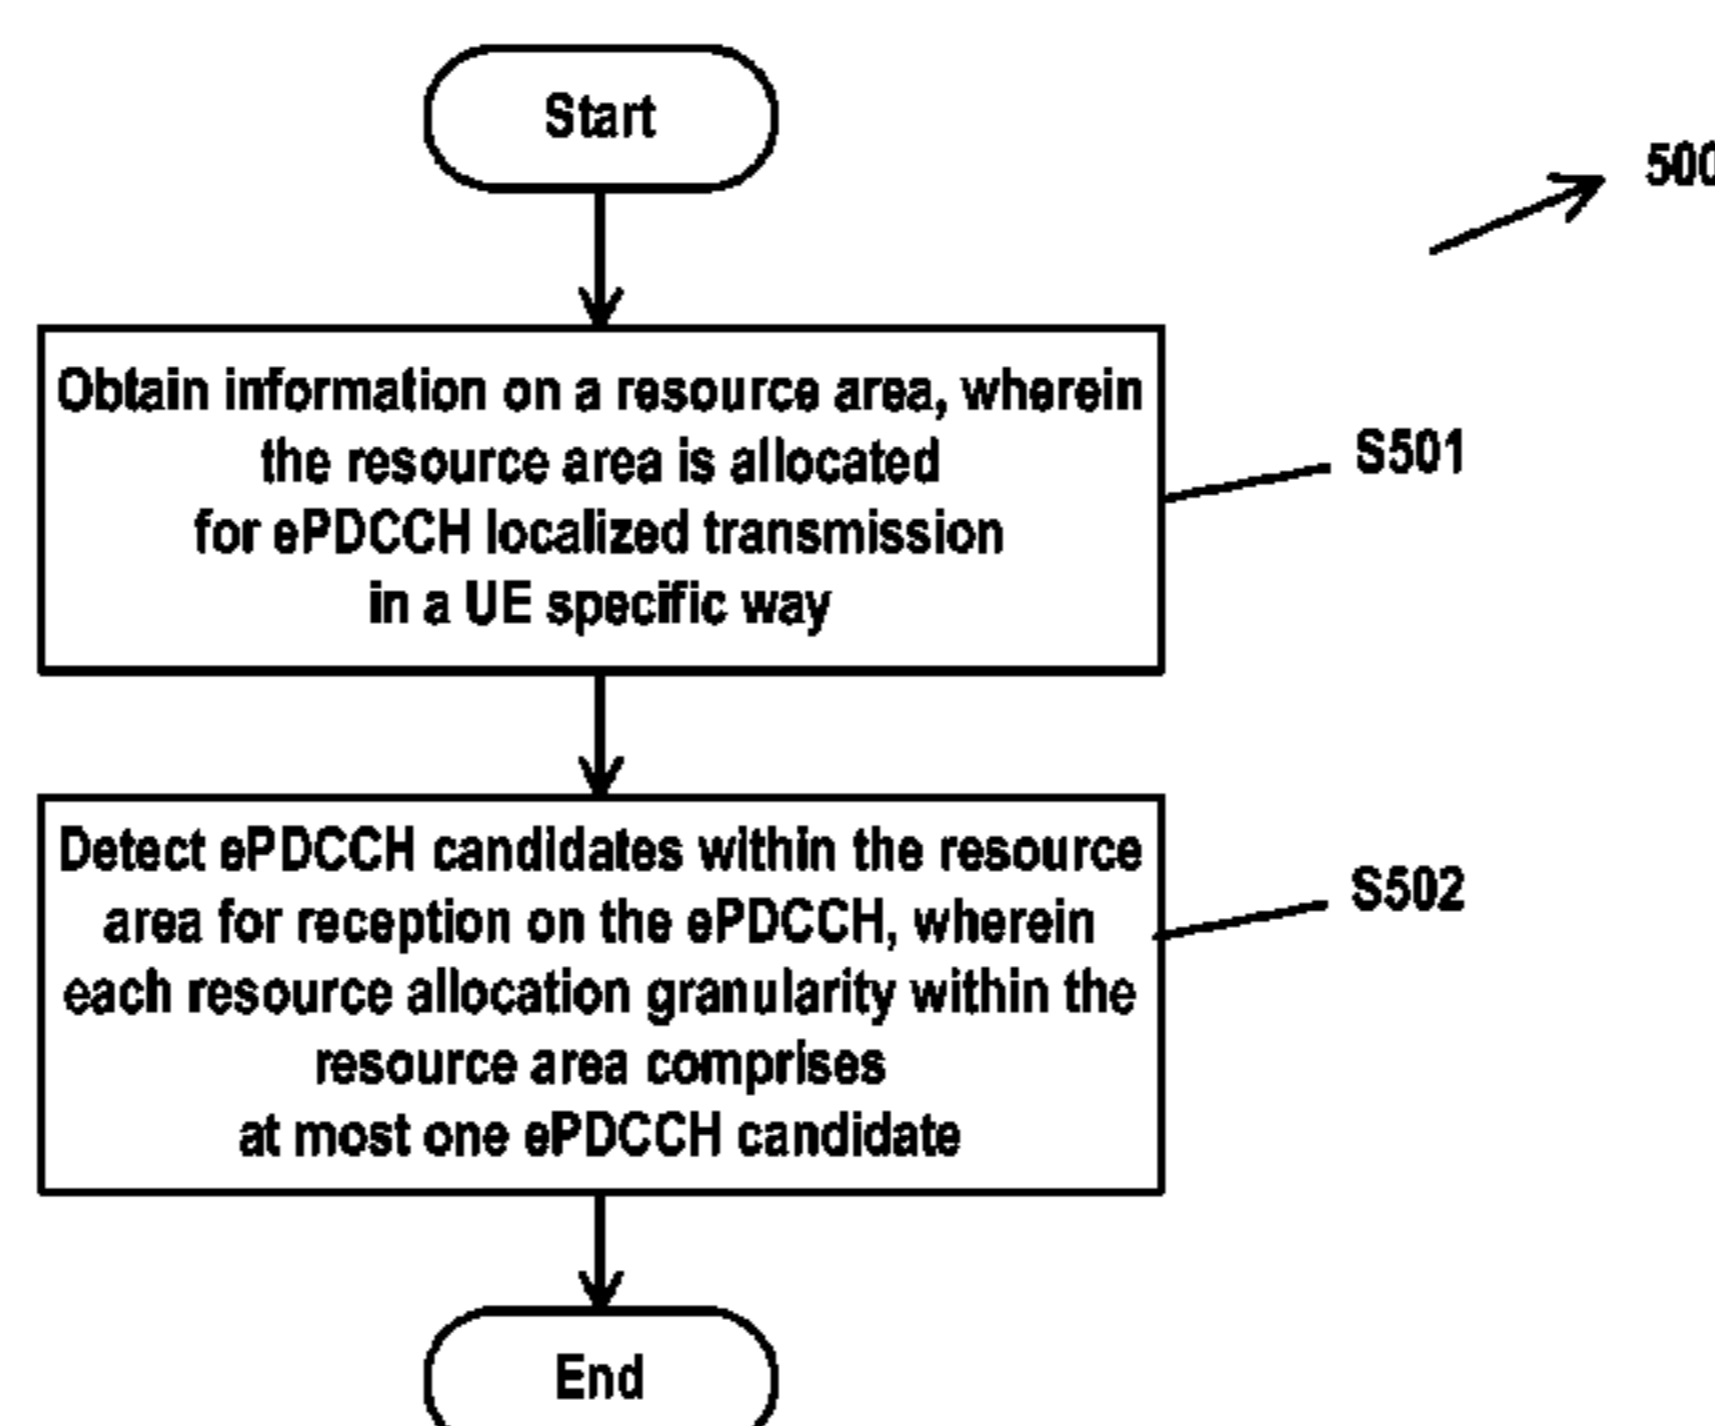 Start
500
Obtain information on a resource area, wherein
the resource area is allocated
for ePDCCH localized transmission
in a UE specific way
S501
Detect ePDCCH candidates within the resource
area for reception on the ePDCCH, wherein
each resource allocation granularity within the
resource area comprises
at most one ePDCCH candidate
S502
End